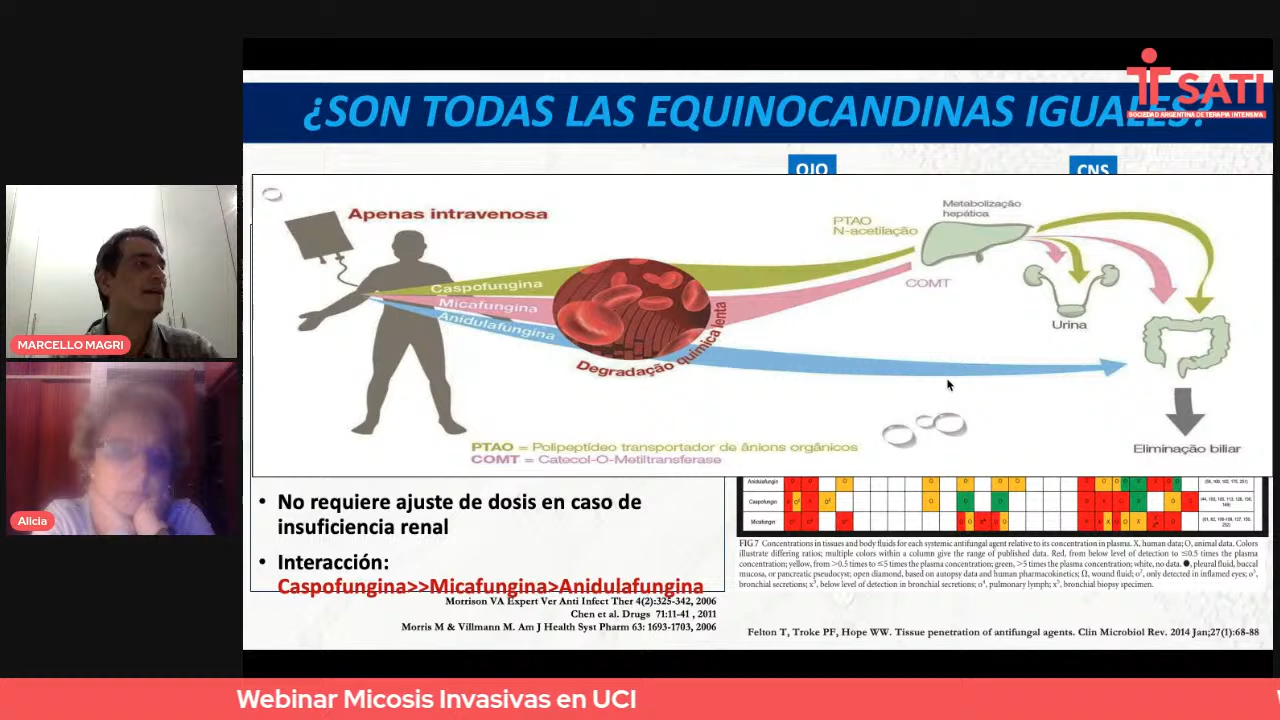 ¿SON TODAS LAS EQUINOCANDINAS IGUALES?
SATI
SOCIEDAD ARGENTINA DE TERAPIA INTENSIVA
OJO
CNS
Apenas intravenosa
Metabolização
hepática
PTAO
N-acetilação
COMT
Caspofungina
Micafungina
Anidulafungina
Degradação química lenta
Urina
Eliminação biliar
PTAO = Polipeptídeo transportador de ânions orgânicos
COMT = Catecol-O-Metiltransferase
MARCELLO MAGRI
Alicia
• No requiere ajuste de dosis en caso de
insuficiencia renal
• Interacción:
Caspofungina>>Micafungina>Anidulafungina
Morrison VA Expert Ver Anti Infect Ther 4(2):325-342, 2006
Chen et al. Drugs 71:11-41 , 2011
Morris M & Villmann M. Am J Health Syst Pharm 63: 1693-1703, 2006
Anidulafungin
Caspofungin
Micafungin
FIG 7 Concentrations in tissues and body fluids for each systemic antifungal agent relative to its concentration in plasma. X, human data; O, animal data. Colors
illustrate differing ratios; multiple colors within a column give the range of published data. Red, from below level of detection to ≤0.5 times the plasma
concentration; yellow, from >0.5 times to ≤5 times the plasma concentration; green, >5 times the plasma concentration; white, no data. ●, pleural fluid, buccal
mucosa, or pancreatic pseudocyst; open diamond, based on autopsy data and human pharmacokinetics; Ω, wound fluid;
only detected in inflamed eyes;
bronchial secretions; below level of detection in bronchial secretions; pulmonary lymph; bronchial biopsy specimen.
Felton T, Troke PF, Hope WW. Tissue penetration of antifungal agents. Clin Microbiol Rev. 2014 Jan;27(1):68-88
Webinar Micosis Invasivas en UCI